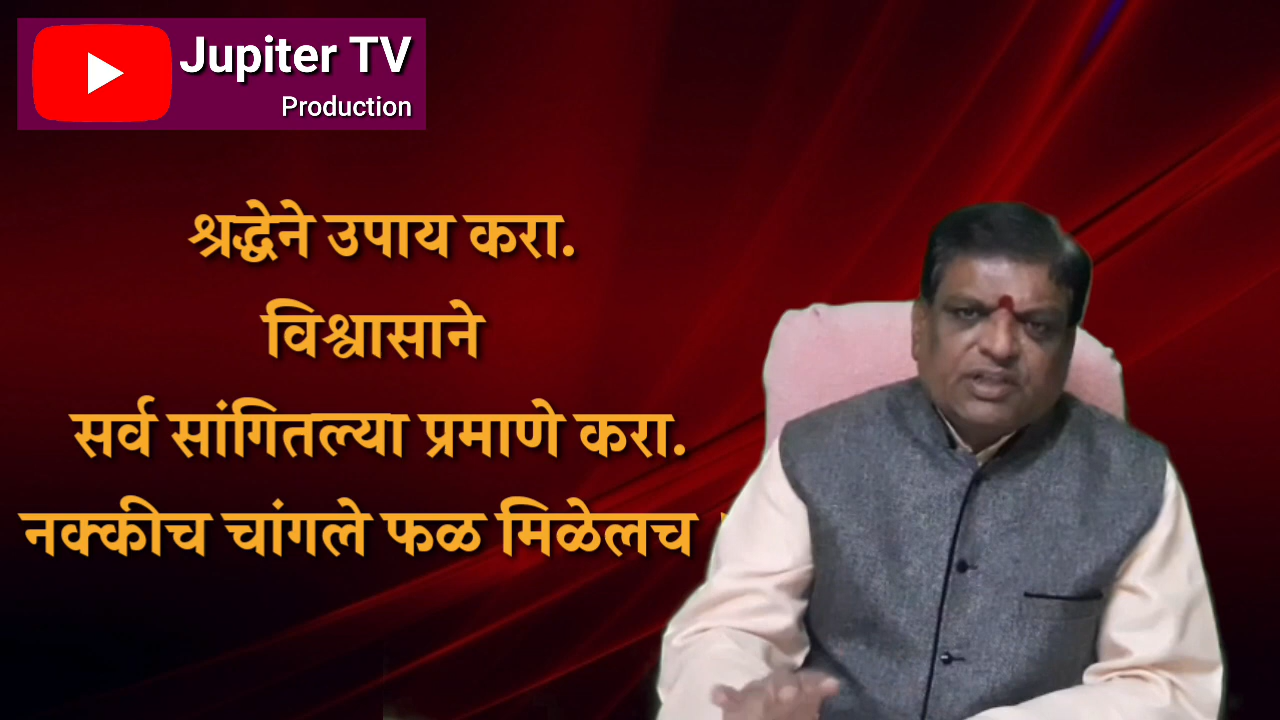 Jupiter TV
Production
श्रद्धेने उपाय करा.
विश्वासाने
सर्व सांगितल्या प्रमाणे करा.
नक्कीच चांगले फळ मिळेलच